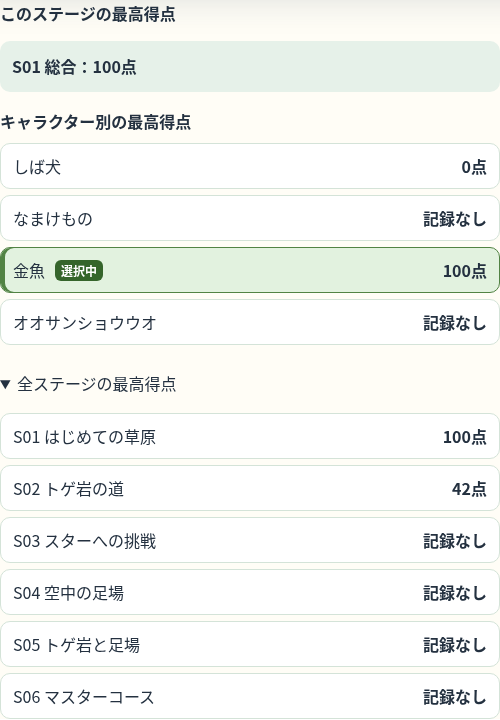 このステージの最高得点
S01 総合：100点
キャラクター別の最高得点
しば犬 0点
なまけもの 記録なし
金魚 選択中 100点
オオサンショウウオ 記録なし
▼ 全ステージの最高得点
S01 はじめての草原 100点
S02 トゲ岩の道 42点
S03 スターへの挑戦 記録なし
S04 空中の足場 記録なし
S05 トゲ岩と足場 記録なし
S06 マスターコース 記録なし